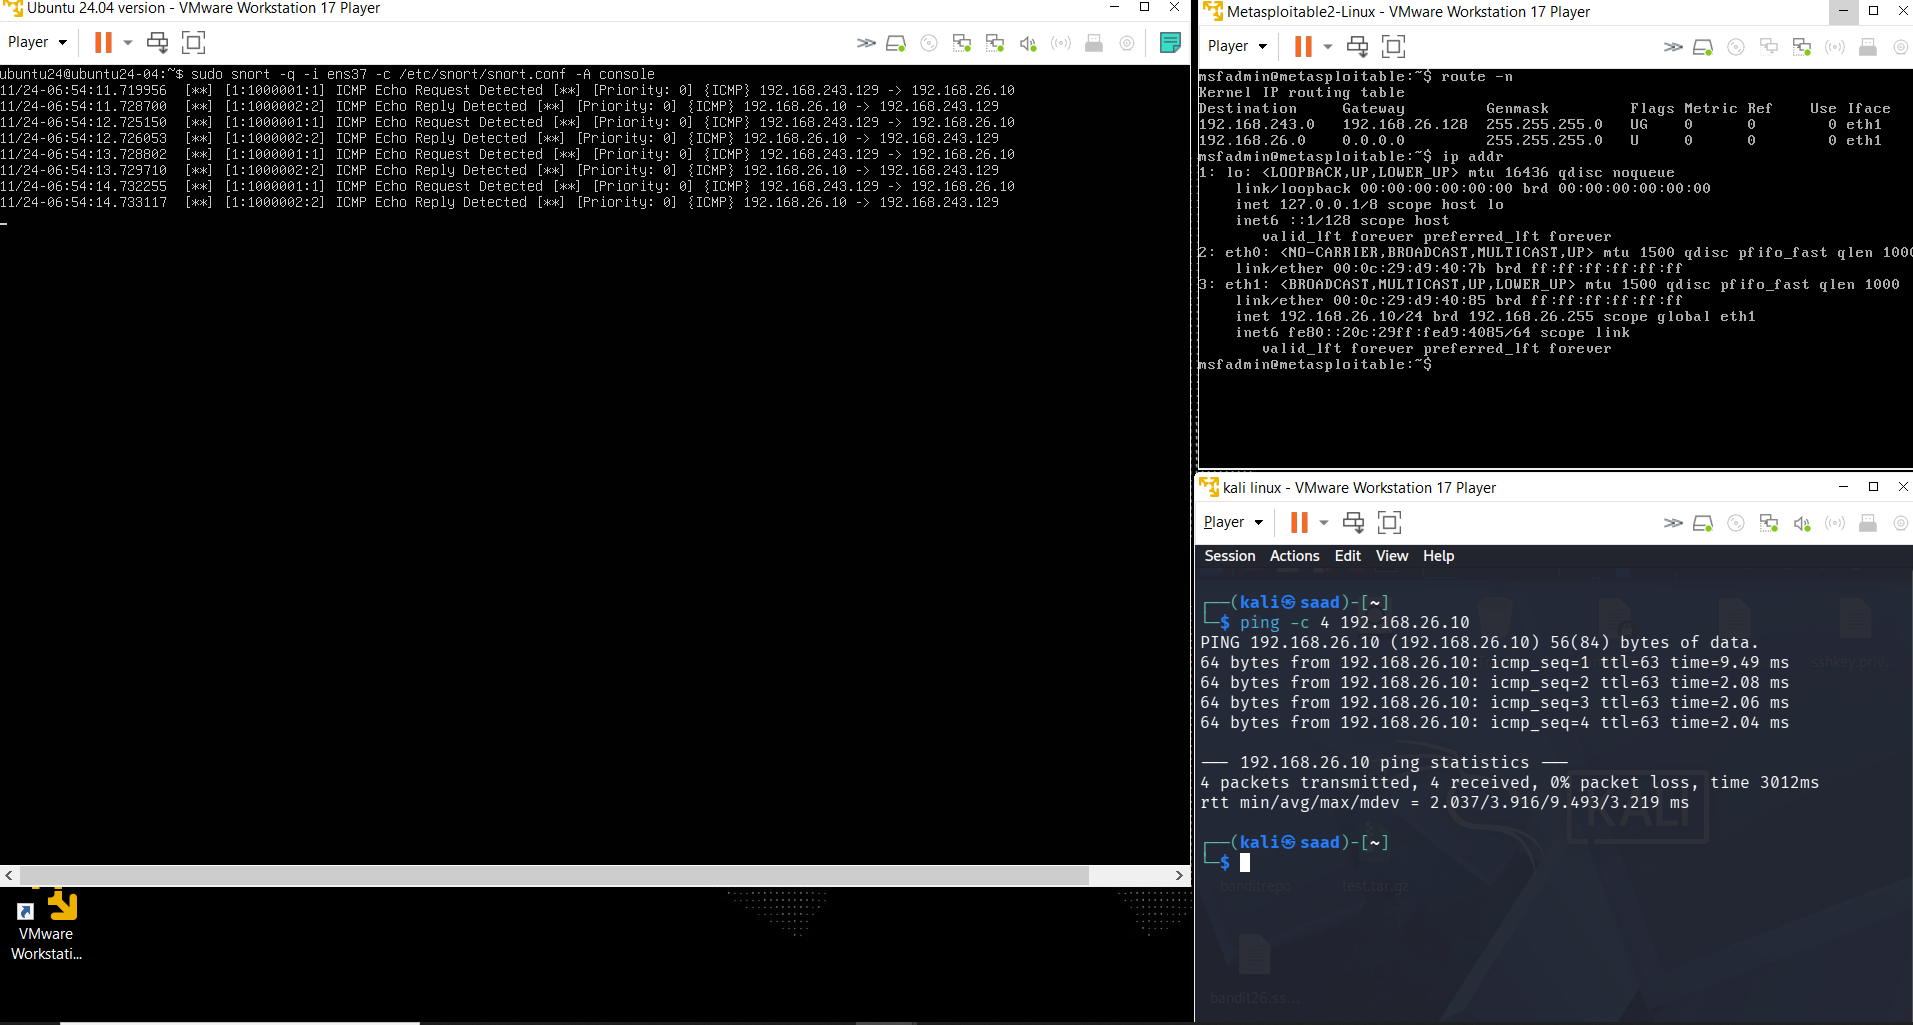 Ubuntu 24.04 version - VMware Workstation 17 Player
Player
ubuntu24@ubuntu24-04:~$ sudo snort -q -i ens37 -c /etc/snort/snort.conf -A console
11/24-06:54:11.719956  [**] [1:1000001:1] ICMP Echo Request Detected [**] [Priority: 0] {ICMP} 192.168.243.129 -> 192.168.26.10
11/24-06:54:11.728700  [**] [1:1000002:2] ICMP Echo Reply Detected [**] [Priority: 0] {ICMP} 192.168.26.10 -> 192.168.243.129
11/24-06:54:12.725150  [**] [1:1000001:1] ICMP Echo Request Detected [**] [Priority: 0] {ICMP} 192.168.243.129 -> 192.168.26.10
11/24-06:54:12.726053  [**] [1:1000002:2] ICMP Echo Reply Detected [**] [Priority: 0] {ICMP} 192.168.26.10 -> 192.168.243.129
11/24-06:54:13.728802  [**] [1:1000001:1] ICMP Echo Request Detected [**] [Priority: 0] {ICMP} 192.168.243.129 -> 192.168.26.10
11/24-06:54:13.729710  [**] [1:1000002:2] ICMP Echo Reply Detected [**] [Priority: 0] {ICMP} 192.168.26.10 -> 192.168.243.129
11/24-06:54:14.732255  [**] [1:1000001:1] ICMP Echo Request Detected [**] [Priority: 0] {ICMP} 192.168.243.129 -> 192.168.26.10
11/24-06:54:14.733117  [**] [1:1000002:2] ICMP Echo Reply Detected [**] [Priority: 0] {ICMP} 192.168.26.10 -> 192.168.243.129
VMware
Workstati...
Metasploitable2-Linux - VMware Workstation 17 Player
Player
msfadmin@metasploitable:~$ route -n
Kernel IP routing table
Destination     Gateway         Genmask         Flags Metric Ref    Use Iface
192.168.243.0   192.168.26.128  255.255.255.0   UG    0      0        0 eth1
192.168.26.0    0.0.0.0         255.255.255.0   U     0      0        0 eth1
msfadmin@metasploitable:~$ ip addr
1: lo: <LOOPBACK,UP,LOWER_UP> mtu 16436 qdisc noqueue
link/loopback 00:00:00:00:00:00 brd 00:00:00:00:00:00
inet 127.0.0.1/8 scope host lo
inet6 ::1/128 scope host
valid_lft forever preferred_lft forever
2: eth0: <NO-CARRIER,BROADCAST,MULTICAST,UP> mtu 1500 qdisc pfifo_fast qlen 1000
link/ether 00:0c:29:d9:40:7b brd ff:ff:ff:ff:ff:ff
3: eth1: <BROADCAST,MULTICAST,UP,LOWER_UP> mtu 1500 qdisc pfifo_fast qlen 1000
link/ether 00:0c:29:d9:40:85 brd ff:ff:ff:ff:ff:ff
inet 192.168.26.10/24 brd 192.168.26.255 scope global eth1
inet6 fe80::20c:29ff:fed9:4085/64 scope link
valid_lft forever preferred_lft forever
msfadmin@metasploitable:~$
kali linux - VMware Workstation 17 Player
Player
Session Actions Edit View Help
┌──(kali㉿saad)-[~]
└─$ ping -c 4 192.168.26.10
PING 192.168.26.10 (192.168.26.10) 56(84) bytes of data.
64 bytes from 192.168.26.10: icmp_seq=1 ttl=63 time=9.49 ms
64 bytes from 192.168.26.10: icmp_seq=2 ttl=63 time=2.08 ms
64 bytes from 192.168.26.10: icmp_seq=3 ttl=63 time=2.06 ms
64 bytes from 192.168.26.10: icmp_seq=4 ttl=63 time=2.04 ms
--- 192.168.26.10 ping statistics ---
4 packets transmitted, 4 received, 0% packet loss, time 3012ms
rtt min/avg/max/mdev = 2.037/3.916/9.493/3.219 ms
KALI
┌──(kali㉿saad)-[~]
└─$
sshkey.priv...
banditrepo
test.tar.gz
bandit26.ss...